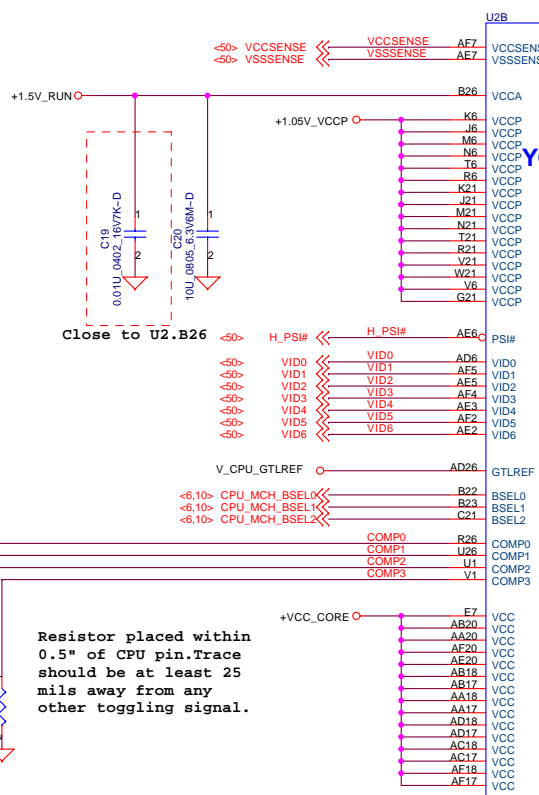 U2B
<50> VCCSENSE VCCSENSE AF7 VCCSENSE
<50> VSSSENSE VSSSENSE AE7 VSSSENSE
+1.5V_RUN B26 VCCA
+1.05V_VCCP K6 VCCP
J6 VCCP
M6 VCCP
N6 VCCP
T6 VCCP
R6 VCCP
K21 VCCP
J21 VCCP
M21 VCCP
N21 VCCP
T21 VCCP
R21 VCCP
V21 VCCP
W21 VCCP
V6 VCCP
G21 VCCP
1
2
C19
0.01U_0402_16V7K~D
1
2
C20
10U_0805_6.3V6M~D
Close to U2.B26
<50> H_PSI# H_PSI# AE6 PSI#
<50> VID0 VID0 AD6 VID0
<50> VID1 VID1 AF5 VID1
<50> VID2 VID2 AE5 VID2
<50> VID3 VID3 AF4 VID3
<50> VID4 VID4 AE3 VID4
<50> VID5 VID5 AF2 VID5
<50> VID6 VID6 AE2 VID6
V_CPU_GTLREF AD26 GTLREF
<6,10> CPU_MCH_BSEL0 B22 BSEL0
<6,10> CPU_MCH_BSEL1 B23 BSEL1
<6,10> CPU_MCH_BSEL2 C21 BSEL2
COMP0 R26 COMP0
COMP1 U26 COMP1
COMP2 U1 COMP2
COMP3 V1 COMP3
+VCC_CORE E7 VCC
AB20 VCC
AA20 VCC
AF20 VCC
AE20 VCC
AB18 VCC
AB17 VCC
AA18 VCC
AA17 VCC
AD18 VCC
AD17 VCC
AC18 VCC
AC17 VCC
AF18 VCC
AF17 VCC
Resistor placed within
0.5" of CPU pin.Trace
should be at least 25
mils away from any
other toggling signal.